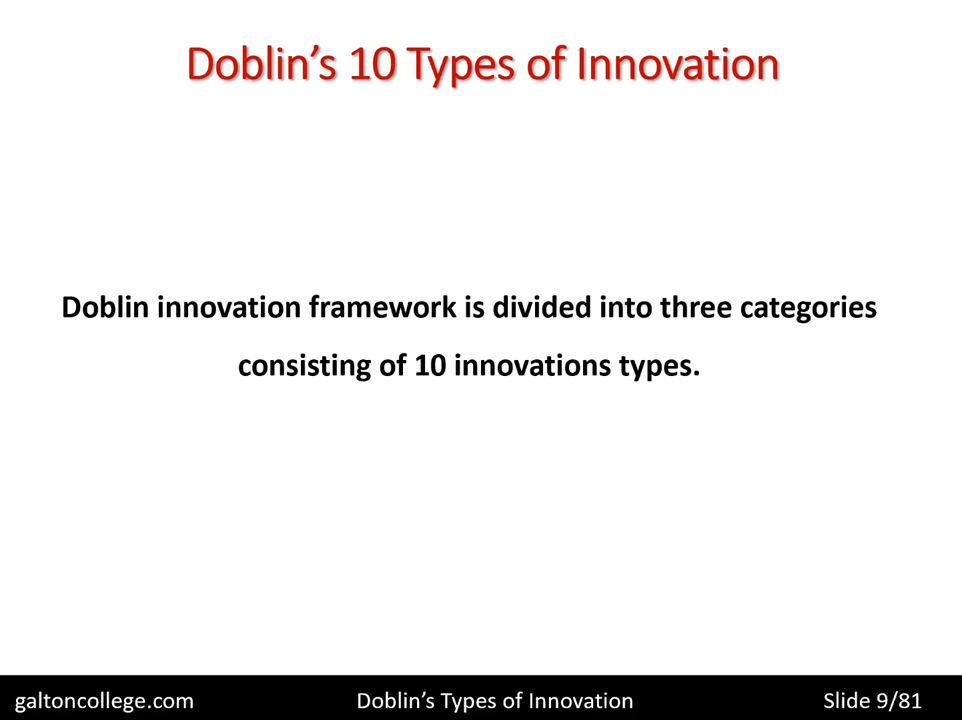 Doblin’s 10 Types of Innovation
Doblin innovation framework is divided into three categories
consisting of 10 innovations types.
galtoncollege.com
Doblin’s Types of Innovation
Slide 9/81